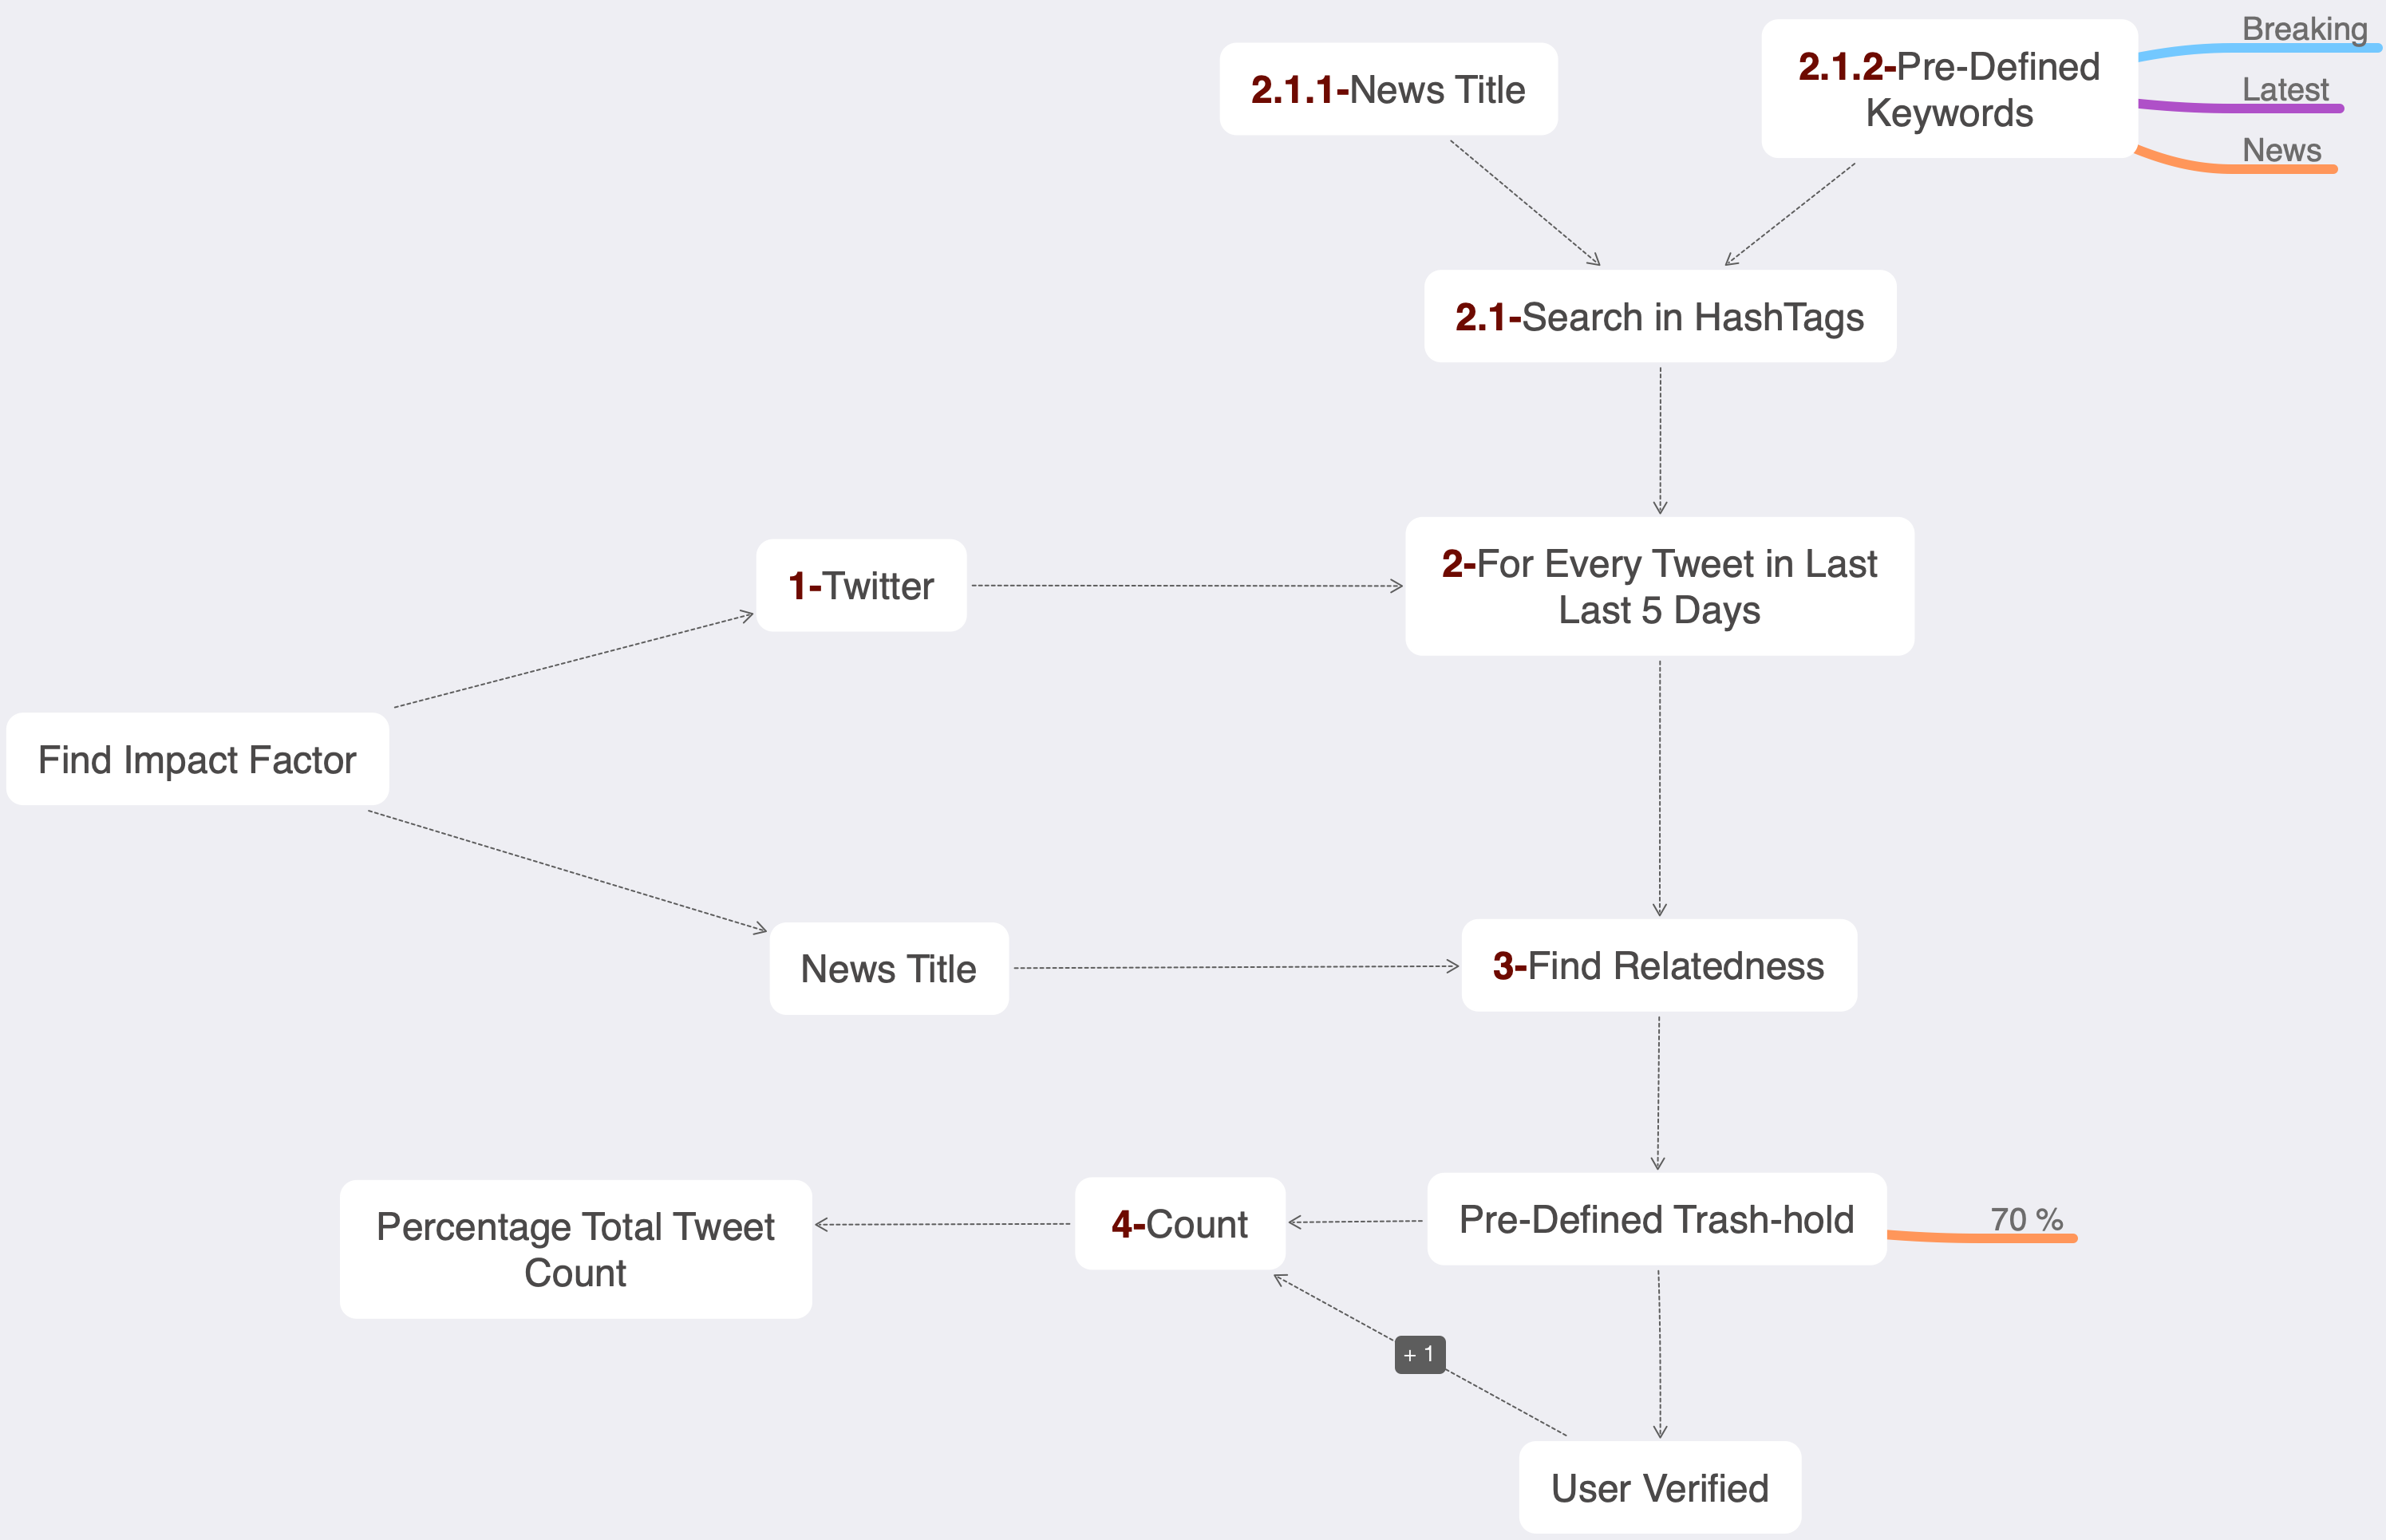 Breaking
2.1.2-Pre-Defined
Keywords
2.1.1-News Title
Latest
News
2.1-Search in HashTags
2-For Every Tweet in Last
Last 5 Days
1-Twitter
Find Impact Factor
News Title
3-Find Relatedness
Pre-Defined Trash-hold
70 %
4-Count
Percentage Total Tweet
Count
+ 1
User Verified